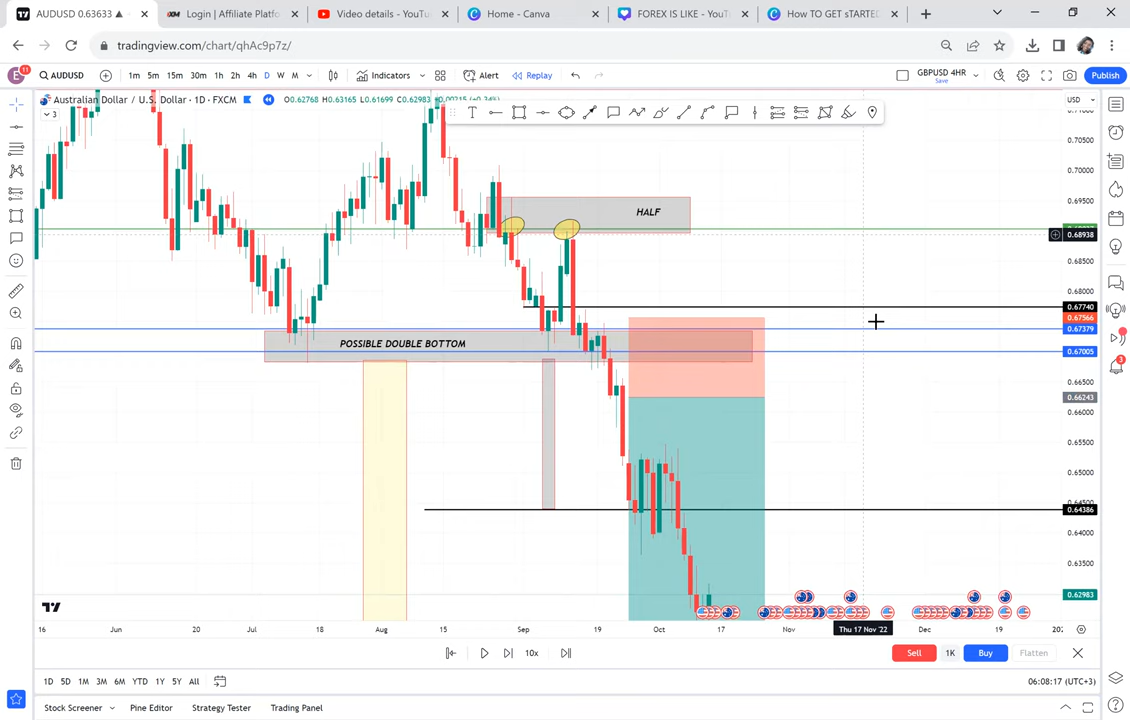 AUDUSD 0.63633 ▲
Login | Affiliate Platfo
Video details - YouTu
Home - Canva
FOREX IS LIKE - YouT
How TO GET sTARTED
tradingview.com/chart/qhAc9p7z/
E 11 AUDUSD 1m 5m 15m 30m 1h 2h 4h D W M Indicators Alert Replay GBPUSD 4HR Save Publish
Australian Dollar / U.S. Dollar · 1D · FXCM O0.62768 H0.63165 L0.61699 C0.62983 USD
3
0.70500
0.70000
HALF
0.69500
0.68938
0.68500
0.68000
0.67740
0.67566
0.67379
POSSIBLE DOUBLE BOTTOM
0.67005
0.66500
0.66243
0.66000
0.65500
0.65000
0.64386
0.64000
0.63500
0.62983
16 Jun 20 Jul 18 Aug 15 Sep 19 Oct 17 Nov Thu 17 Nov '22 Dec 19 202
10x Sell 1K Buy Flatten
1D 5D 1M 3M 6M YTD 1Y 5Y All 06:08:17 (UTC+3)
Stock Screener Pine Editor Strategy Tester Trading Panel